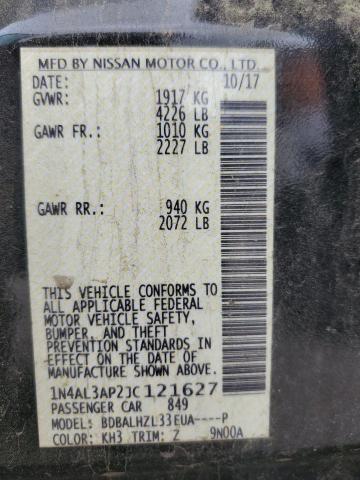 MFD BY NISSAN MOTOR CO., LTD.
DATE: 10/17
GVWR: 1917 KG
4226 LB
GAWR FR.: 1010 KG
2227 LB
GAWR RR.: 940 KG
2072 LB
THIS VEHICLE CONFORMS TO
ALL APPLICABLE FEDERAL
MOTOR VEHICLE SAFETY,
BUMPER, AND THEFT
PREVENTION STANDARDS IN
EFFECT ON THE DATE OF
MANUFACTURE SHOWN ABOVE.
1N4AL3AP2JC121627
PASSENGER CAR 849
MODEL: BDBALHZL33EUA----P
COLOR: KH3 TRIM: Z 9N00A